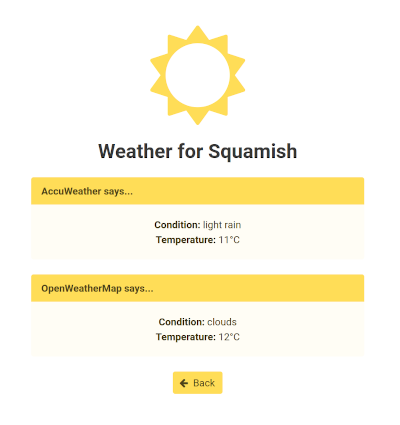 Weather for Squamish
AccuWeather says...
Condition: light rain
Temperature: 11°C
OpenWeatherMap says...
Condition: clouds
Temperature: 12°C
Back